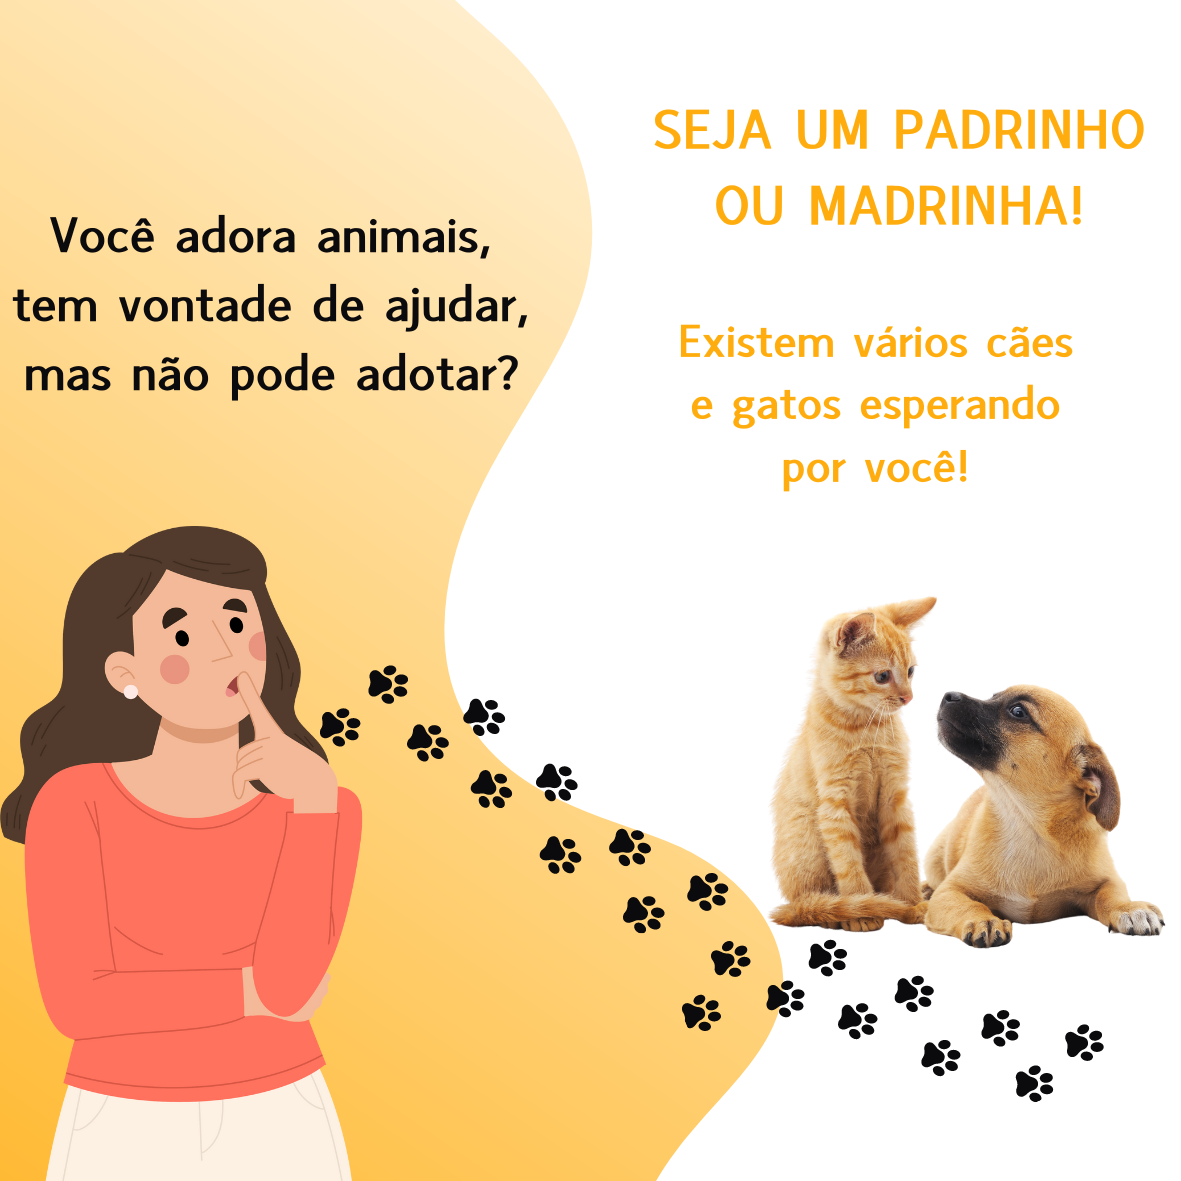 Você adora animais,
tem vontade de ajudar,
mas não pode adotar?
SEJA UM PADRINHO
OU MADRINHA!
Existem vários cães
e gatos esperando
por você!